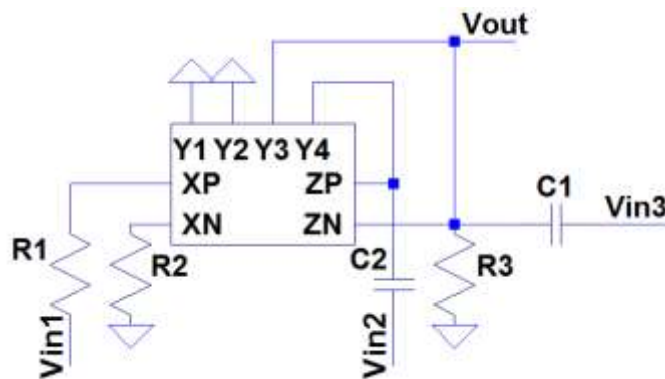 Vout
Y1 Y2 Y3 Y4
XP ZP
XN ZN
C1
Vin3
R1
R2
C2
R3
Vin1
Vin2